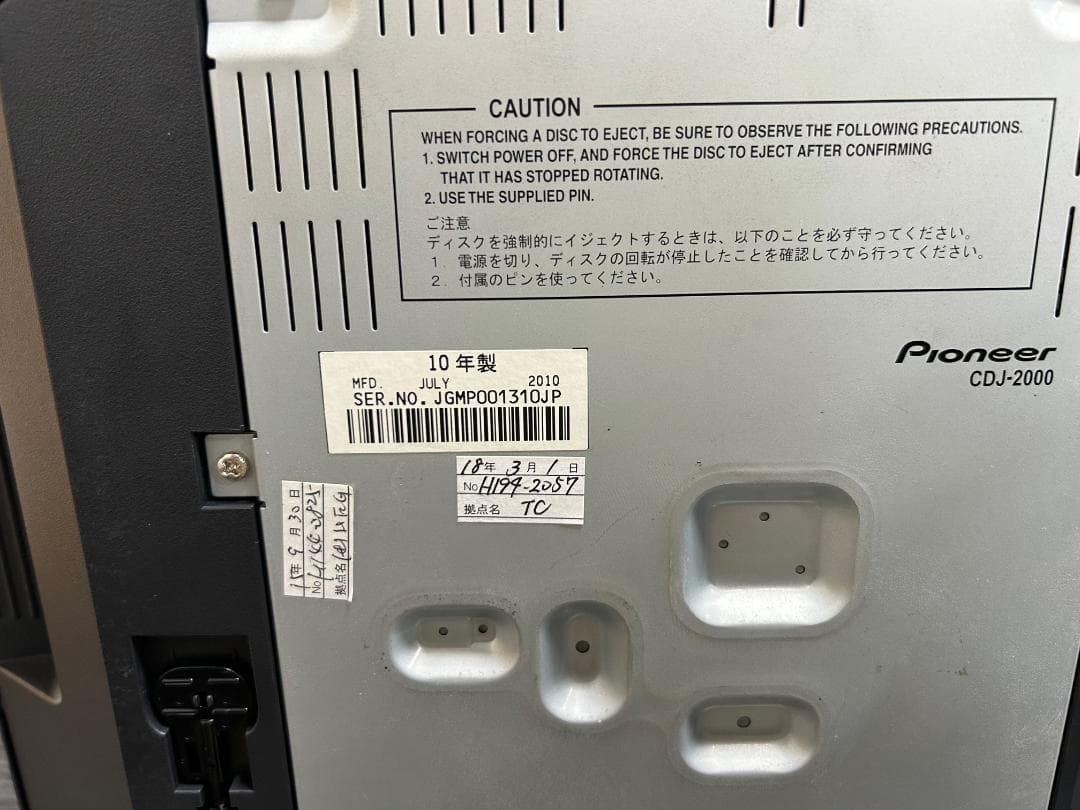 CAUTION
WHEN FORCING A DISC TO EJECT, BE SURE TO OBSERVE THE FOLLOWING PRECAUTIONS.
1. SWITCH POWER OFF, AND FORCE THE DISC TO EJECT AFTER CONFIRMING
THAT IT HAS STOPPED ROTATING.
2. USE THE SUPPLIED PIN.
ご注意
ディスクを強制的にイジェクトするときは、以下のことを必ず守ってください。
1. 電源を切り、ディスクの回転が停止したことを確認してから行ってください。
2. 付属のピンを使ってください。
Pioneer
CDJ-2000
10年製
MFD. JULY 2010
SER.NO. JGMP001310JP
18年 3月 1日
No H194-2057
拠点名 TC
15年 9月 30日
No
拠点名